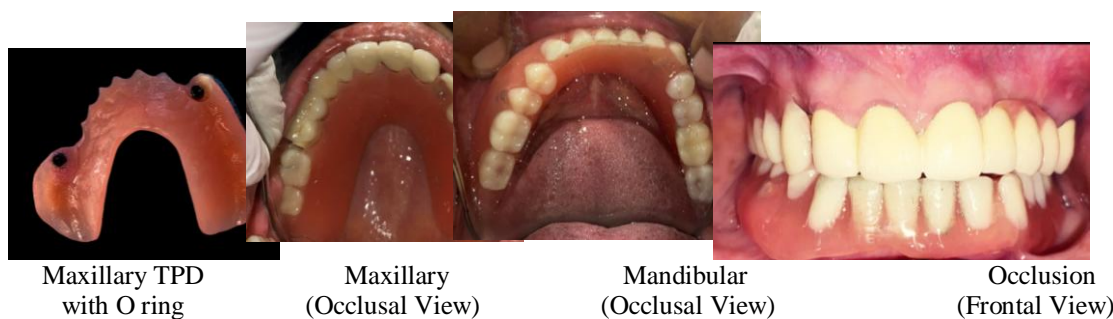 Maxillary TPD
with O ring
Maxillary
(Occlusal View)
Mandibular
(Occlusal View)
Occlusion
(Frontal View)